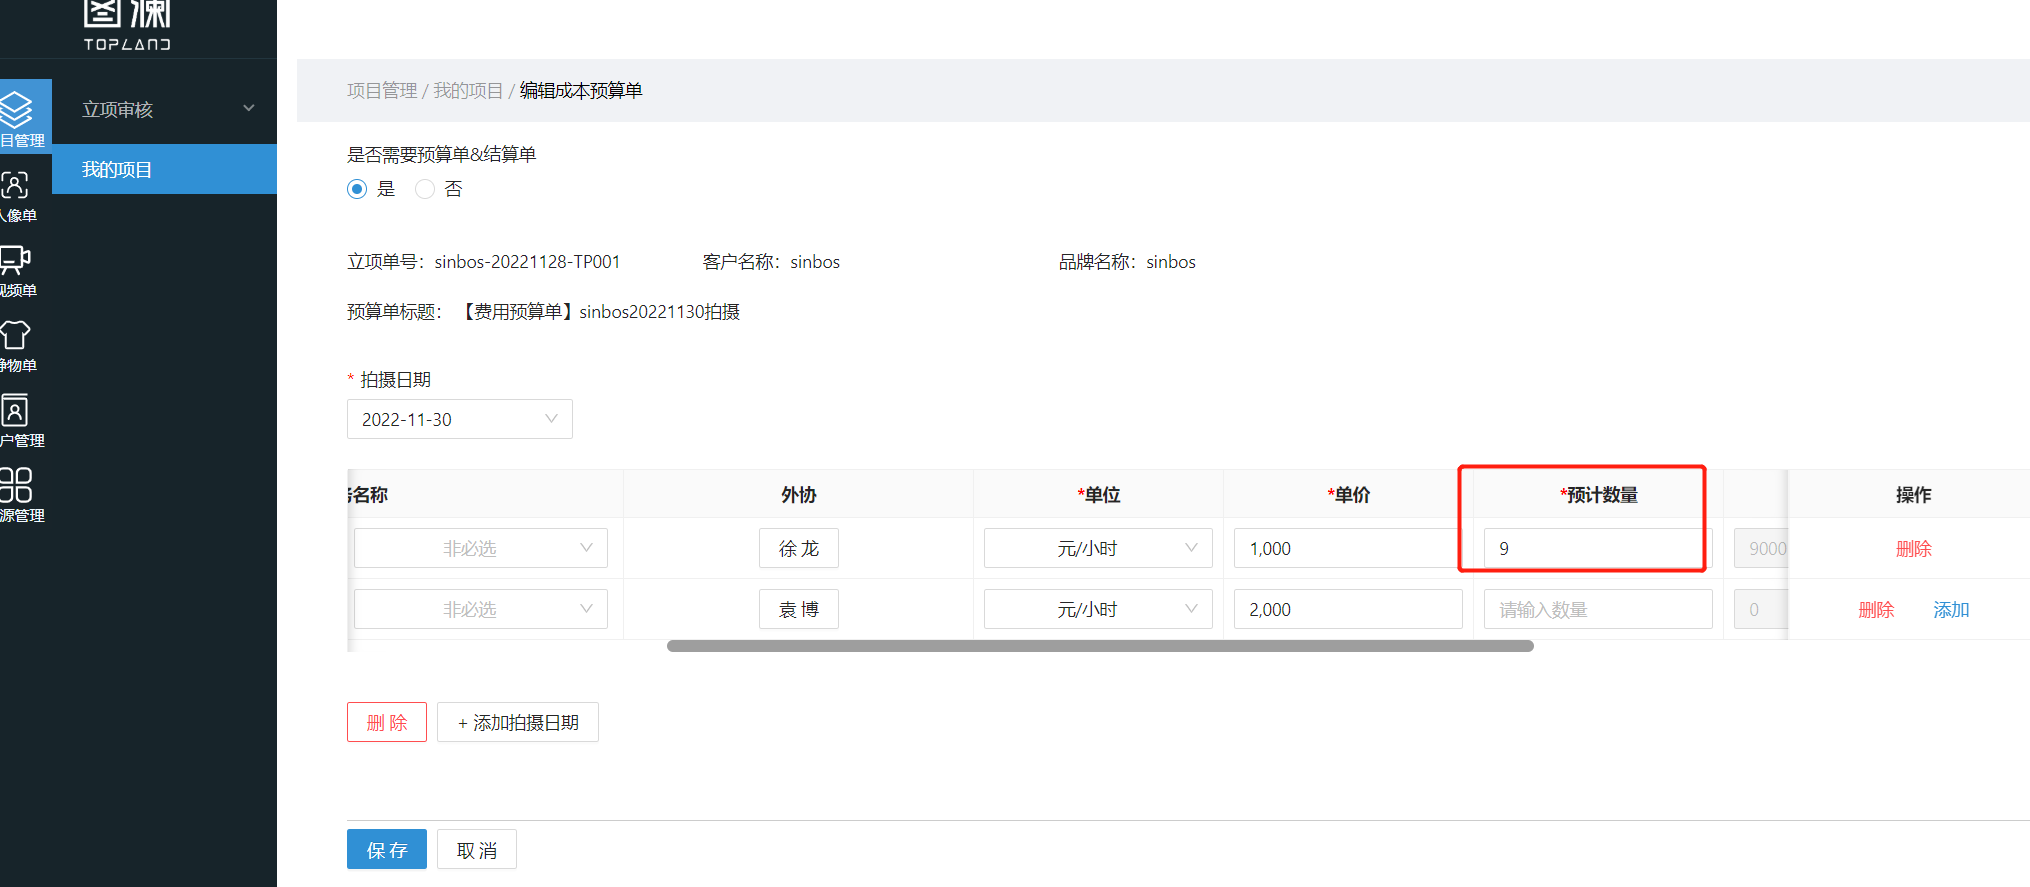 图澜
TOPLAND
目管理
人像单
视频单
静物单
户管理
源管理
立项审核
我的项目
项目管理 / 我的项目 / 编辑成本预算单
是否需要预算单&结算单
是 否
立项单号：sinbos-20221128-TP001 客户名称：sinbos 品牌名称：sinbos
预算单标题：【费用预算单】sinbos20221130拍摄
* 拍摄日期
2022-11-30
名称 外协 *单位 *单价 *预计数量 操作
非必选 徐 龙 元/小时 1,000 9 9000 删除
非必选 袁 博 元/小时 2,000 请输入数量 0 删除 添加
删 除 + 添加拍摄日期
保 存 取 消